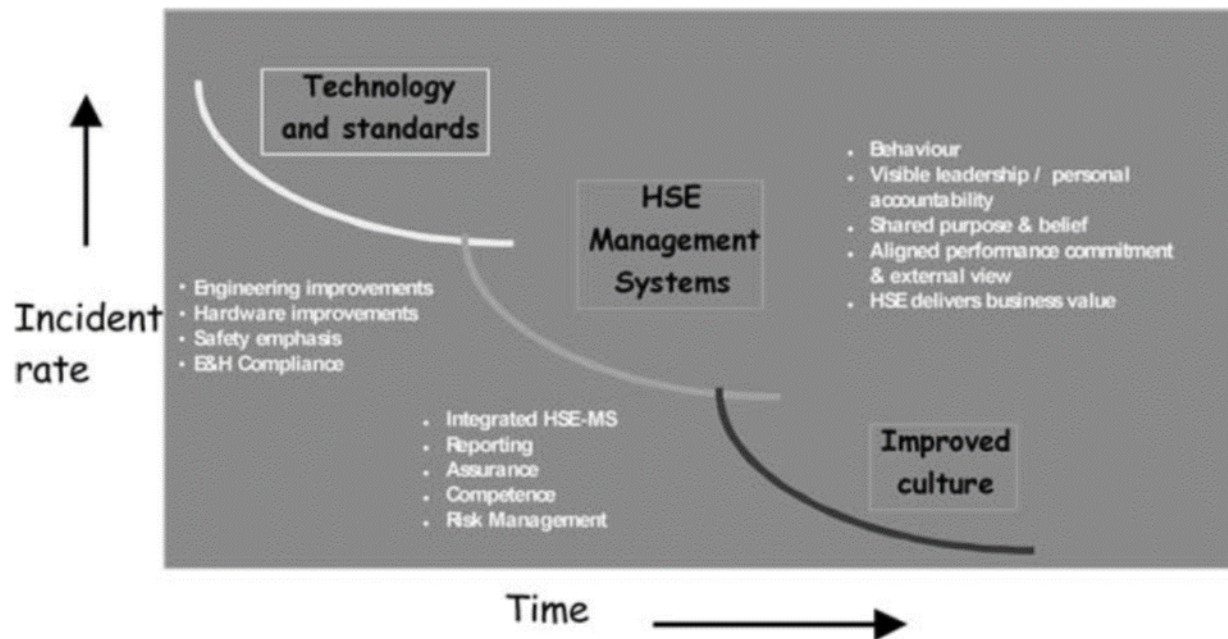 Technology
and standards
HSE
Management
Systems
• Behaviour
• Visible leadership / personal
accountability
• Shared purpose & belief
• Aligned performance commitment
& external view
• HSE delivers business value
Incident
rate
• Engineering improvements
• Hardware improvements
• Safety emphasis
• E&H Compliance
• Integrated HSE-MS
• Reporting
• Assurance
• Competence
• Risk Management
Improved
culture
Time